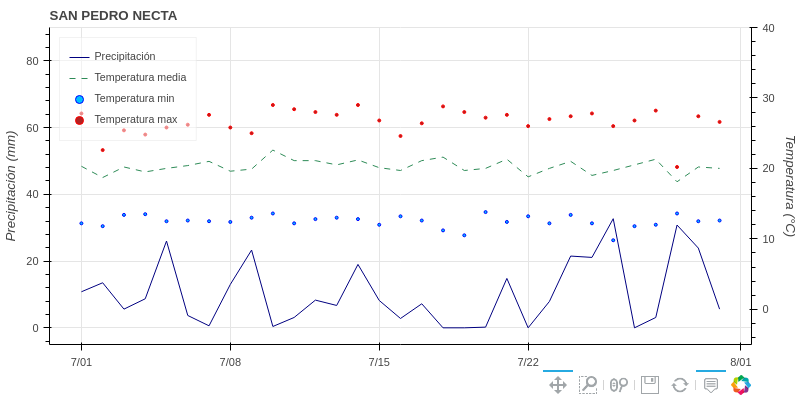 SAN PEDRO NECTA
Precipitación
Temperatura media
Temperatura min
Temperatura max
Precipitación (mm)
80
60
40
20
0
Temperatura (°C)
40
30
20
10
0
7/01
7/08
7/15
7/22
8/01